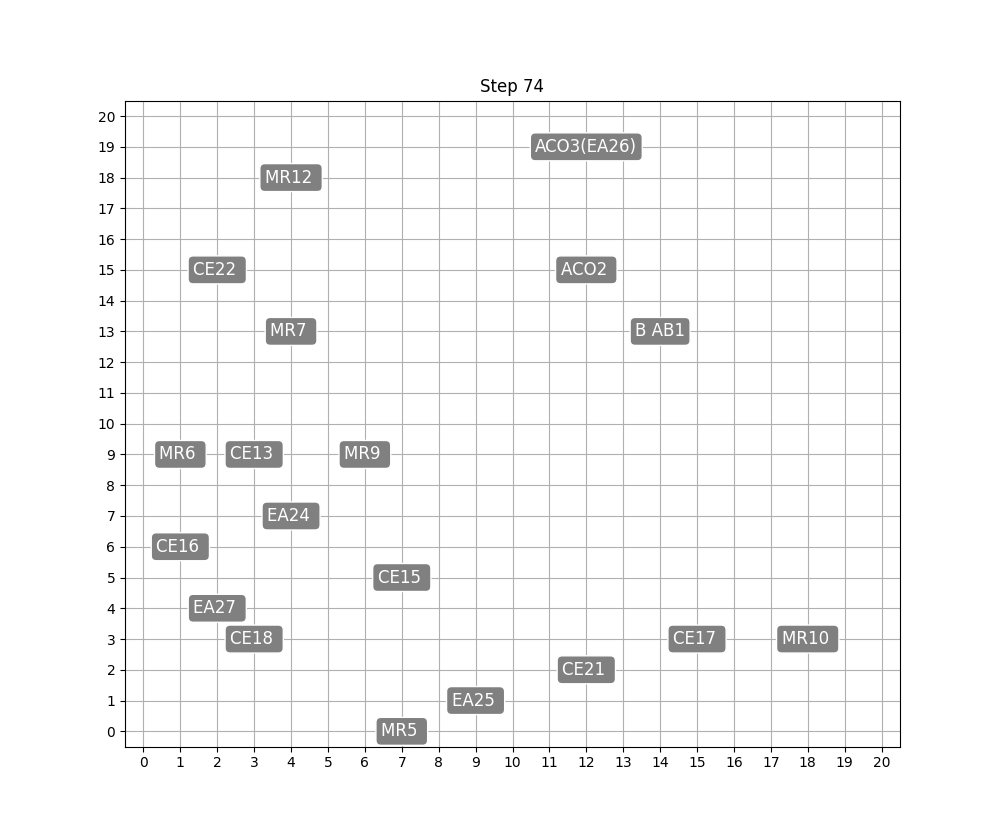 Step 74
20
19
ACO3(EA26)
18
MR12
17
16
15
CE22
ACO2
14
13
MR7
B AB1
12
11
10
9
MR6
CE13
MR9
8
7
EA24
6
CE16
5
CE15
4
EA27
3
CE18
CE17
MR10
2
CE21
1
EA25
0
MR5
0 1 2 3 4 5 6 7 8 9 10 11 12 13 14 15 16 17 18 19 20